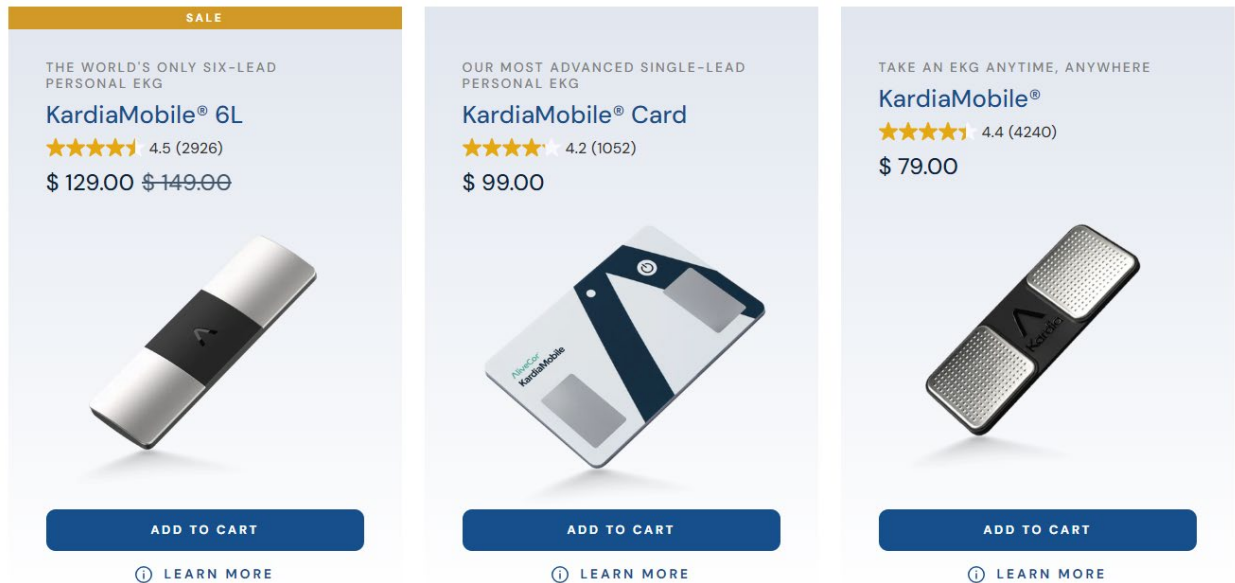 SALE
THE WORLD'S ONLY SIX-LEAD
PERSONAL EKG
KardiaMobile® 6L
4.5 (2926)
$ 129.00 $ 149.00
ADD TO CART
LEARN MORE
OUR MOST ADVANCED SINGLE-LEAD
PERSONAL EKG
KardiaMobile® Card
4.2 (1052)
$ 99.00
AliveCor
KardiaMobile
ADD TO CART
LEARN MORE
TAKE AN EKG ANYTIME, ANYWHERE
KardiaMobile®
4.4 (4240)
$ 79.00
Kardia
ADD TO CART
LEARN MORE